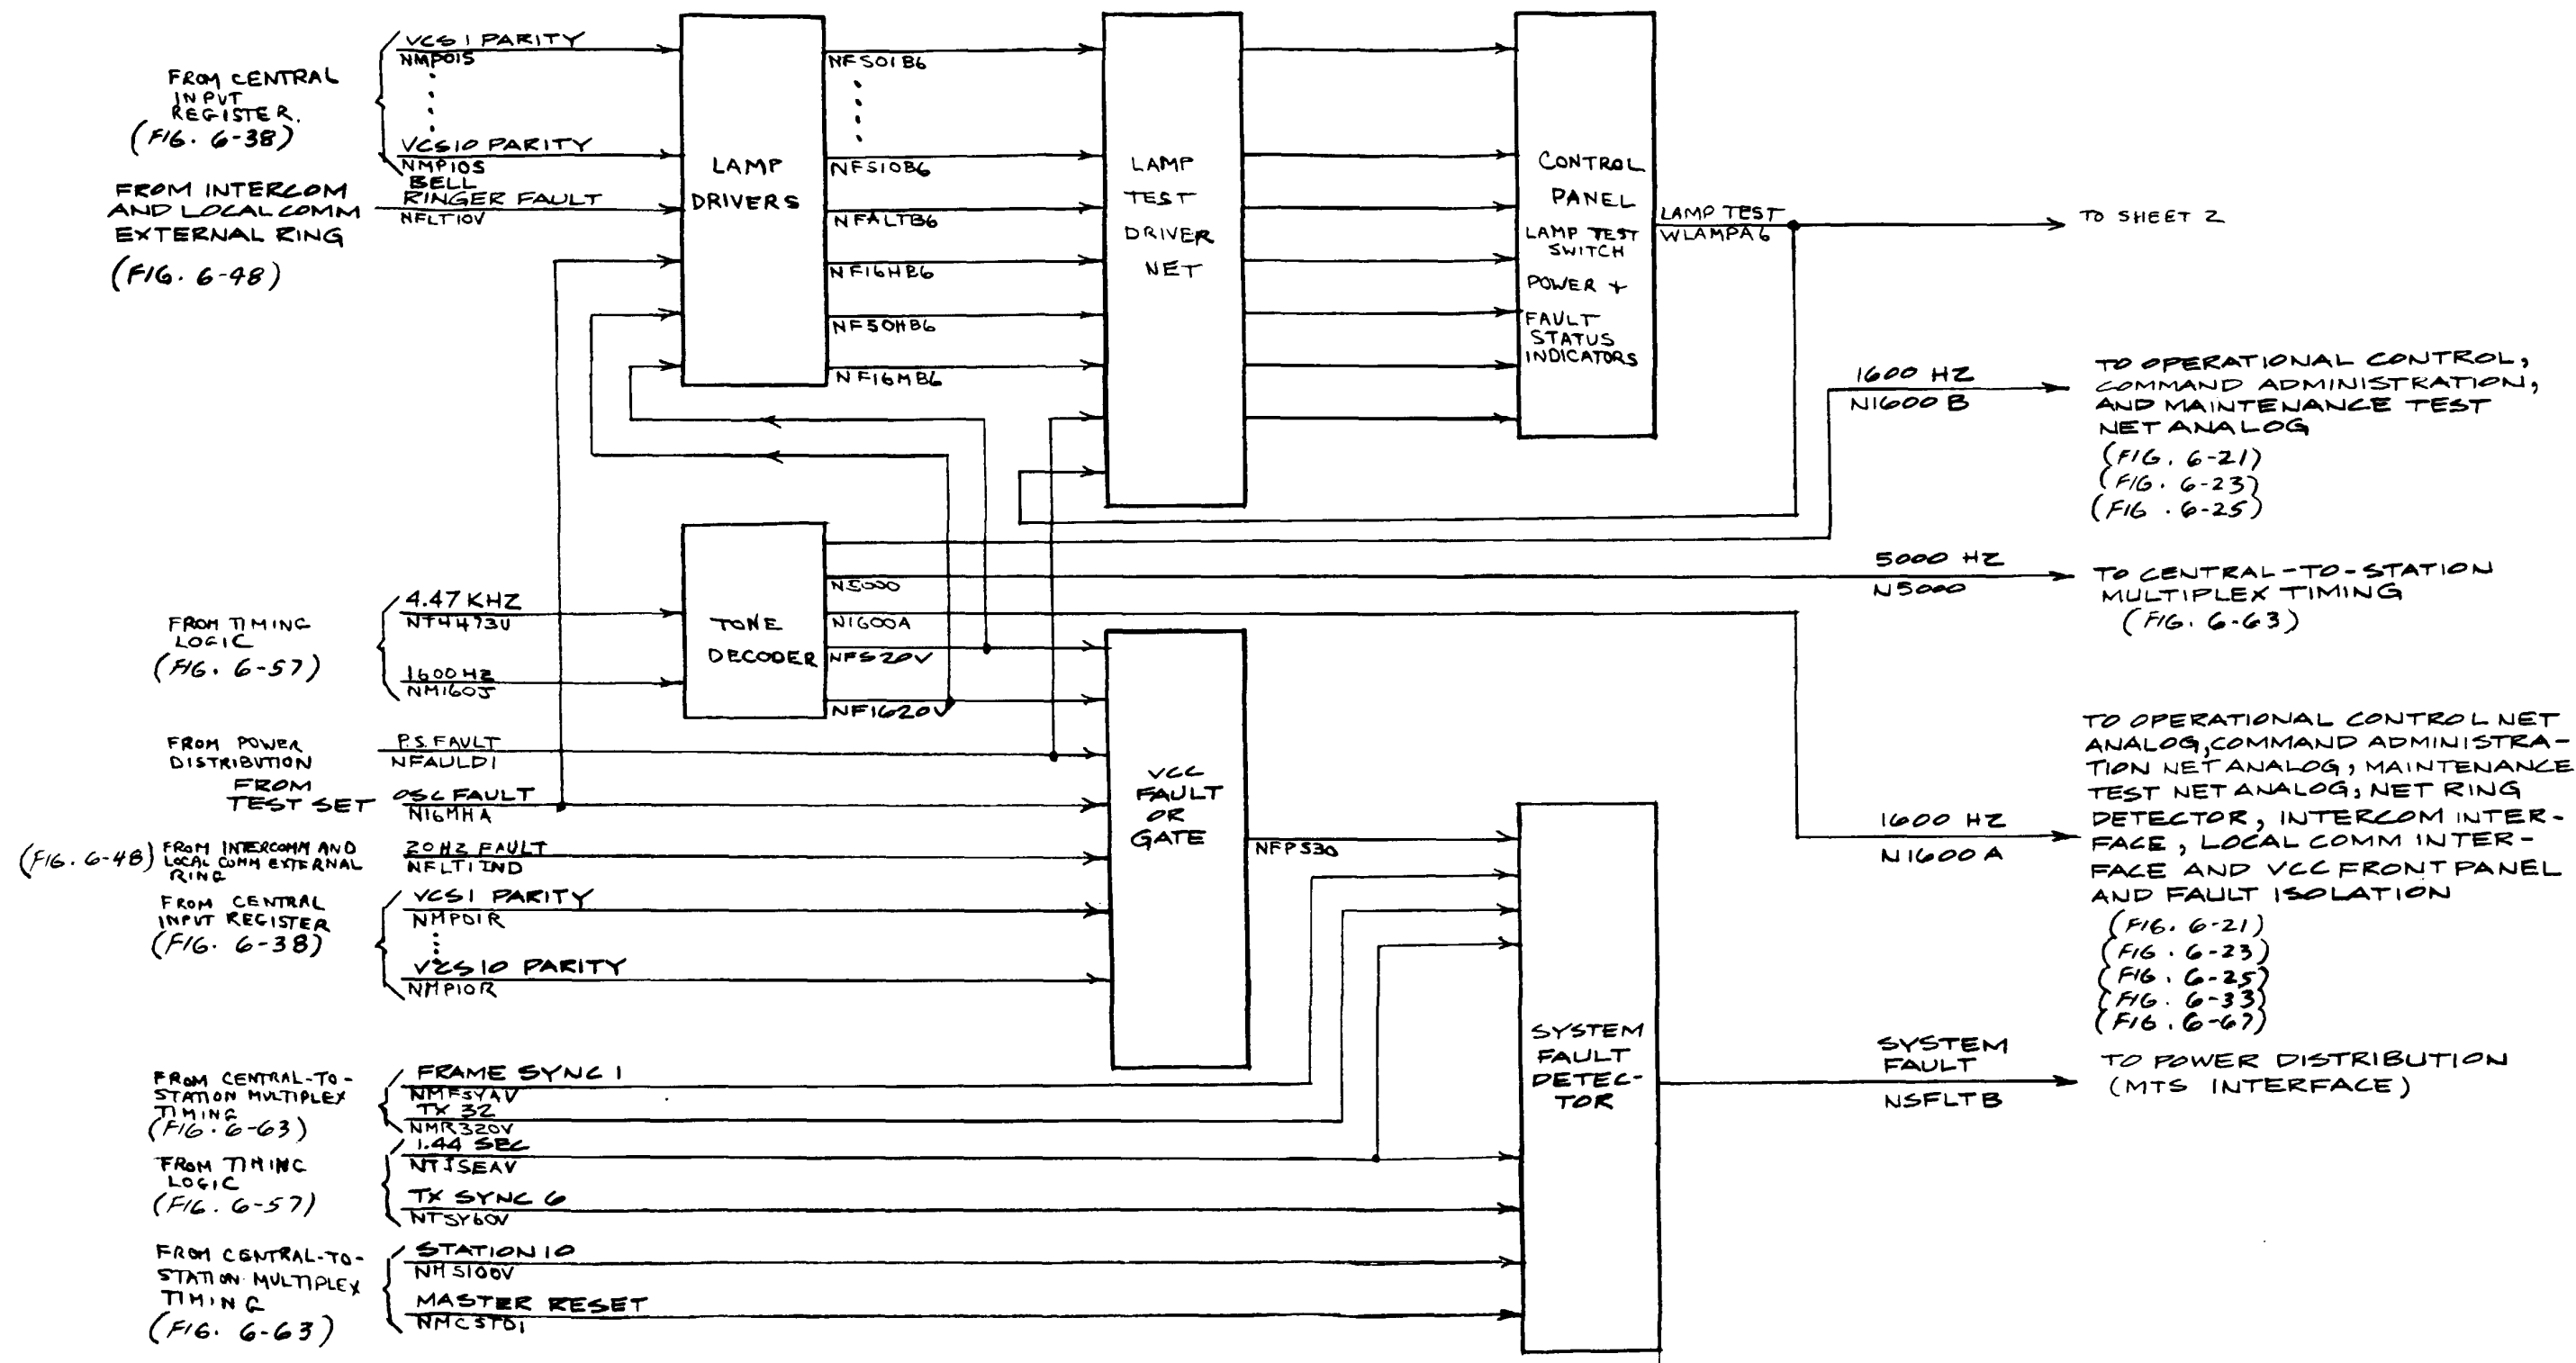 FROM CENTRAL
INPUT
REGISTER.
(FIG. 6-38)
VCS 1 PARITY
NMP01S
VCS10 PARITY
NMP10S
FROM INTERCOM
AND LOCAL COMM
EXTERNAL RING
(FIG. 6-48)
BELL
RINGER FAULT
NFLT10V
LAMP
DRIVERS
NFS01B6
NFS10B6
NFALTB6
NF16HB6
NF50HB6
NF16MB6
LAMP
TEST
DRIVER
NET
CONTROL
PANEL
LAMP TEST
SWITCH
POWER +
FAULT
STATUS
INDICATORS
LAMP TEST
WLAMPA6
TO SHEET 2
1600 HZ
N1600B
TO OPERATIONAL CONTROL,
COMMAND ADMINISTRATION,
AND MAINTENANCE TEST
NET ANALOG
(FIG. 6-21)
(FIG. 6-23)
(FIG. 6-25)
FROM TIMING
LOGIC
(FIG. 6-57)
4.47 KHZ
NT4473V
1600HZ
NM160J
TONE
DECODER
N5000
N1600A
NFS20V
NF1620V
5000 HZ
N5000
TO CENTRAL-TO-STATION
MULTIPLEX TIMING
(FIG. 6-63)
FROM POWER
DISTRIBUTION
P.S. FAULT
NFAULD1
FROM
TEST SET
OSC FAULT
N16MHA
(FIG. 6-48) FROM INTERCOMM AND
LOCAL COMM EXTERNAL
RING
20HZ FAULT
NFLT1IND
FROM CENTRAL
INPUT REGISTER
(FIG. 6-38)
VCS1 PARITY
NMP01R
VCS10 PARITY
NMP10R
VCC
FAULT
OR
GATE
NFPS30
1600 HZ
N1600A
TO OPERATIONAL CONTROL NET
ANALOG, COMMAND ADMINISTRA-
TION NET ANALOG, MAINTENANCE
TEST NET ANALOG, NET RING
DETECTOR, INTERCOM INTER-
FACE, LOCAL COMM INTER-
FACE AND VCC FRONT PANEL
AND FAULT ISOLATION
(FIG. 6-21)
(FIG. 6-23)
(FIG. 6-25)
(FIG. 6-33)
(FIG. 6-67)
FROM CENTRAL-TO-
STATION MULTIPLEX
TIMING
(FIG. 6-63)
FRAME SYNC 1
NMFSYAV
TX 32
NMR320V
FROM TIMING
LOGIC
(FIG. 6-57)
1.44 SEC
NTJSEAV
TX SYNC 6
NTSY60V
FROM CENTRAL-TO-
STATION MULTIPLEX
TIMING
(FIG. 6-63)
STATION 10
NMS100V
MASTER RESET
NMCSTD1
SYSTEM
FAULT
DETEC-
TOR
SYSTEM
FAULT
NSFLTB
TO POWER DISTRIBUTION
(MTS INTERFACE)